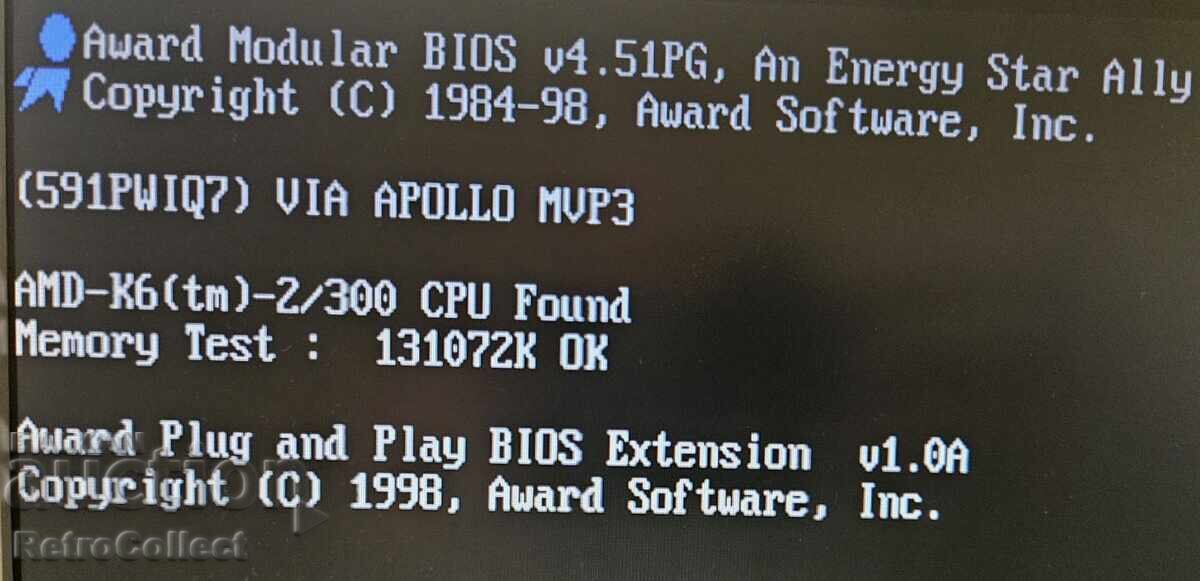 Award Modular BIOS v4.51PG, An Energy Star Ally
Copyright (C) 1984-98, Award Software, Inc.
(591PWIQ7) VIA APOLLO MVP3
AMD-K6(tm)-2/300 CPU Found
Memory Test :  131072K OK
Award Plug and Play BIOS Extension  v1.0A
Copyright (C) 1998, Award Software, Inc.
auction
RetroCollect